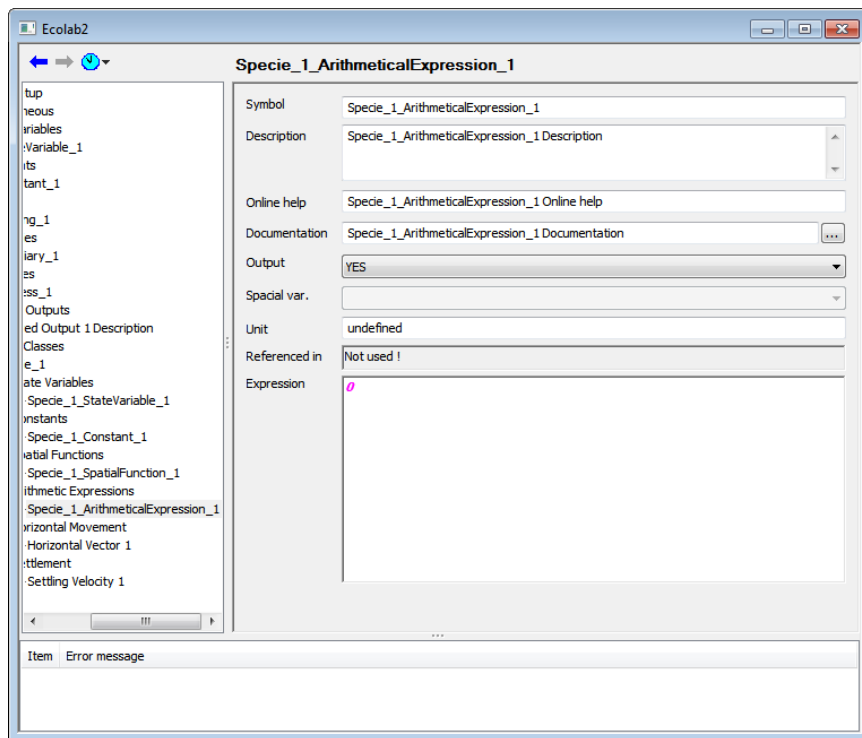 Ecolab2
Specie_1_ArithmeticalExpression_1
tup
neous
ariables
:Variable_1
its
tant_1
ng_1
es
iary_1
es
ess_1
Outputs
ed Output 1 Description
Classes
e_1
ate Variables
Specie_1_StateVariable_1
onstants
Specie_1_Constant_1
patial Functions
Specie_1_SpatialFunction_1
ithmetic Expressions
Specie_1_ArithmeticalExpression_1
orizontal Movement
Horizontal Vector 1
ettlement
Settling Velocity 1
Symbol Specie_1_ArithmeticalExpression_1
Description Specie_1_ArithmeticalExpression_1 Description
Online help Specie_1_ArithmeticalExpression_1 Online help
Documentation Specie_1_ArithmeticalExpression_1 Documentation ...
Output YES
Spacial var.
Unit undefined
Referenced in Not used !
Expression 0
Item Error message